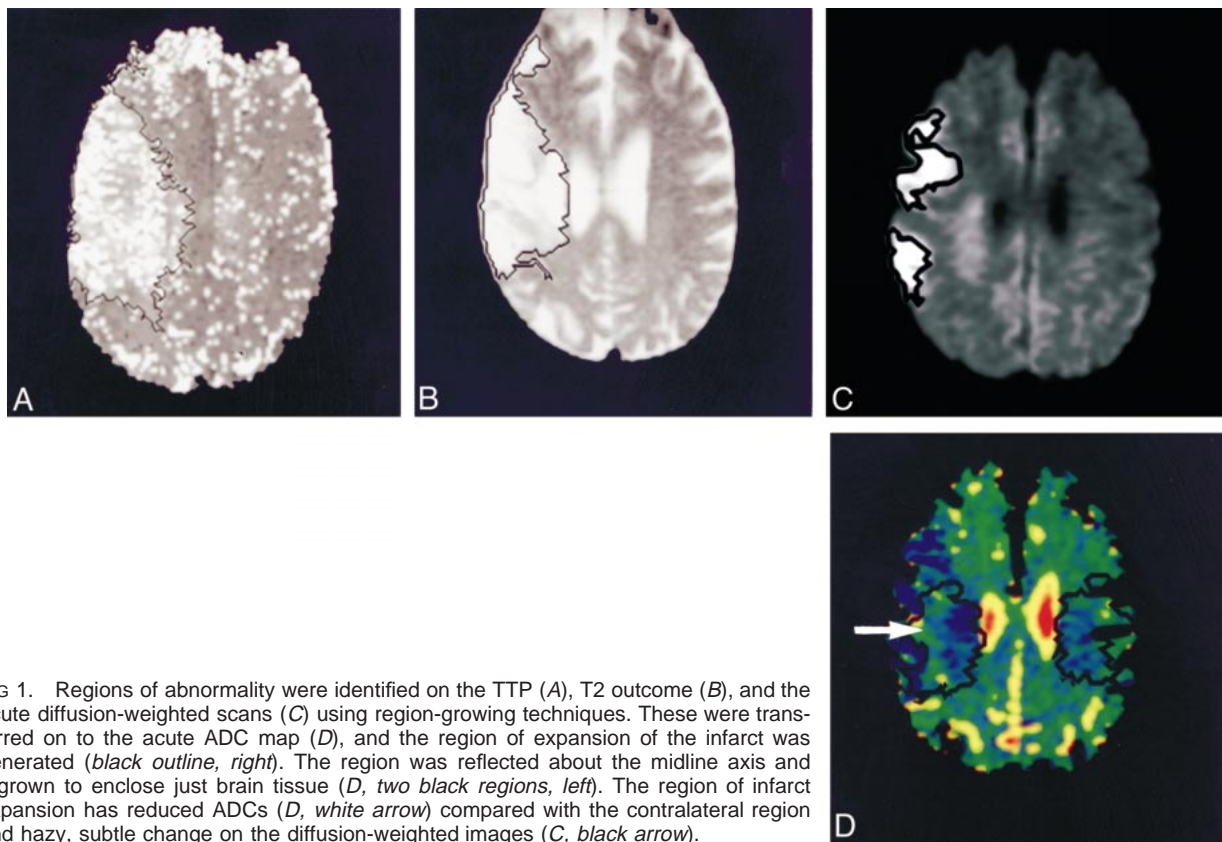 A
B
C
D
G 1. Regions of abnormality were identified on the TTP (A), T2 outcome (B), and the
cute diffusion-weighted scans (C) using region-growing techniques. These were trans-
rred on to the acute ADC map (D), and the region of expansion of the infarct was
enerated (black outline, right). The region was reflected about the midline axis and
grown to enclose just brain tissue (D, two black regions, left). The region of infarct
xpansion has reduced ADCs (D, white arrow) compared with the contralateral region
nd hazy, subtle change on the diffusion-weighted images (C, black arrow).